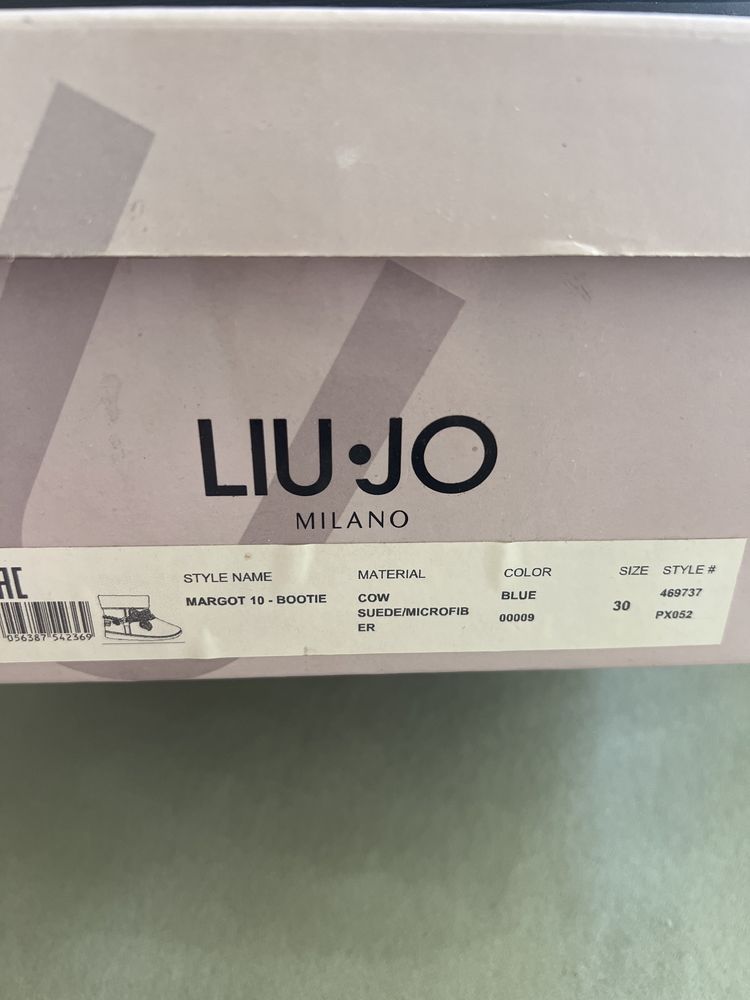 LIU·JO
MILANO
STYLE NAME MATERIAL COLOR SIZE STYLE #
MARGOT 10 - BOOTIE COW BLUE 30 469737
SUEDE/MICROFIB 00009 PX052
ER
056387 542369